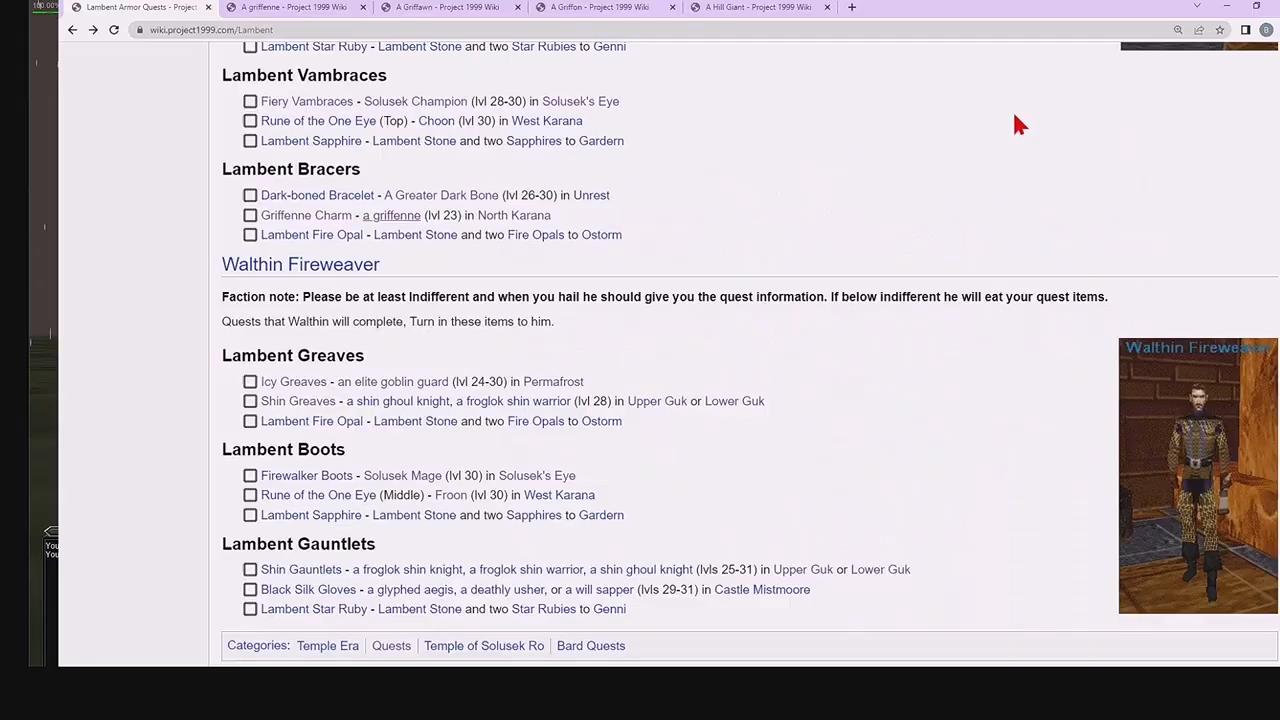 100.00%
Lambent Armor Quests - Project
A griffenne - Project 1999 Wiki
A Griffawn - Project 1999 Wiki
A Griffon - Project 1999 Wiki
A Hill Giant - Project 1999 Wiki
wiki.project1999.com/Lambent
Lambent Star Ruby - Lambent Stone and two Star Rubies to Genni
Lambent Vambraces
Fiery Vambraces - Solusek Champion (lvl 28-30) in Solusek's Eye
Rune of the One Eye (Top) - Choon (lvl 30) in West Karana
Lambent Sapphire - Lambent Stone and two Sapphires to Gardern
Lambent Bracers
Dark-boned Bracelet - A Greater Dark Bone (lvl 26-30) in Unrest
Griffenne Charm - a griffenne (lvl 23) in North Karana
Lambent Fire Opal - Lambent Stone and two Fire Opals to Ostorm
Walthin Fireweaver
Faction note: Please be at least Indifferent and when you hail he should give you the quest information. If below indifferent he will eat your quest items.
Quests that Walthin will complete, Turn in these items to him.
Walthin Fireweaver
Lambent Greaves
Icy Greaves - an elite goblin guard (lvl 24-30) in Permafrost
Shin Greaves - a shin ghoul knight, a froglok shin warrior (lvl 28) in Upper Guk or Lower Guk
Lambent Fire Opal - Lambent Stone and two Fire Opals to Ostorm
Lambent Boots
Firewalker Boots - Solusek Mage (lvl 30) in Solusek's Eye
Rune of the One Eye (Middle) - Froon (lvl 30) in West Karana
Lambent Sapphire - Lambent Stone and two Sapphires to Gardern
Lambent Gauntlets
Shin Gauntlets - a froglok shin knight, a froglok shin warrior, a shin ghoul knight (lvls 25-31) in Upper Guk or Lower Guk
Black Silk Gloves - a glyphed aegis, a deathly usher, or a will sapper (lvls 29-31) in Castle Mistmoore
Lambent Star Ruby - Lambent Stone and two Star Rubies to Genni
Categories: Temple Era | Quests | Temple of Solusek Ro | Bard Quests
You
You